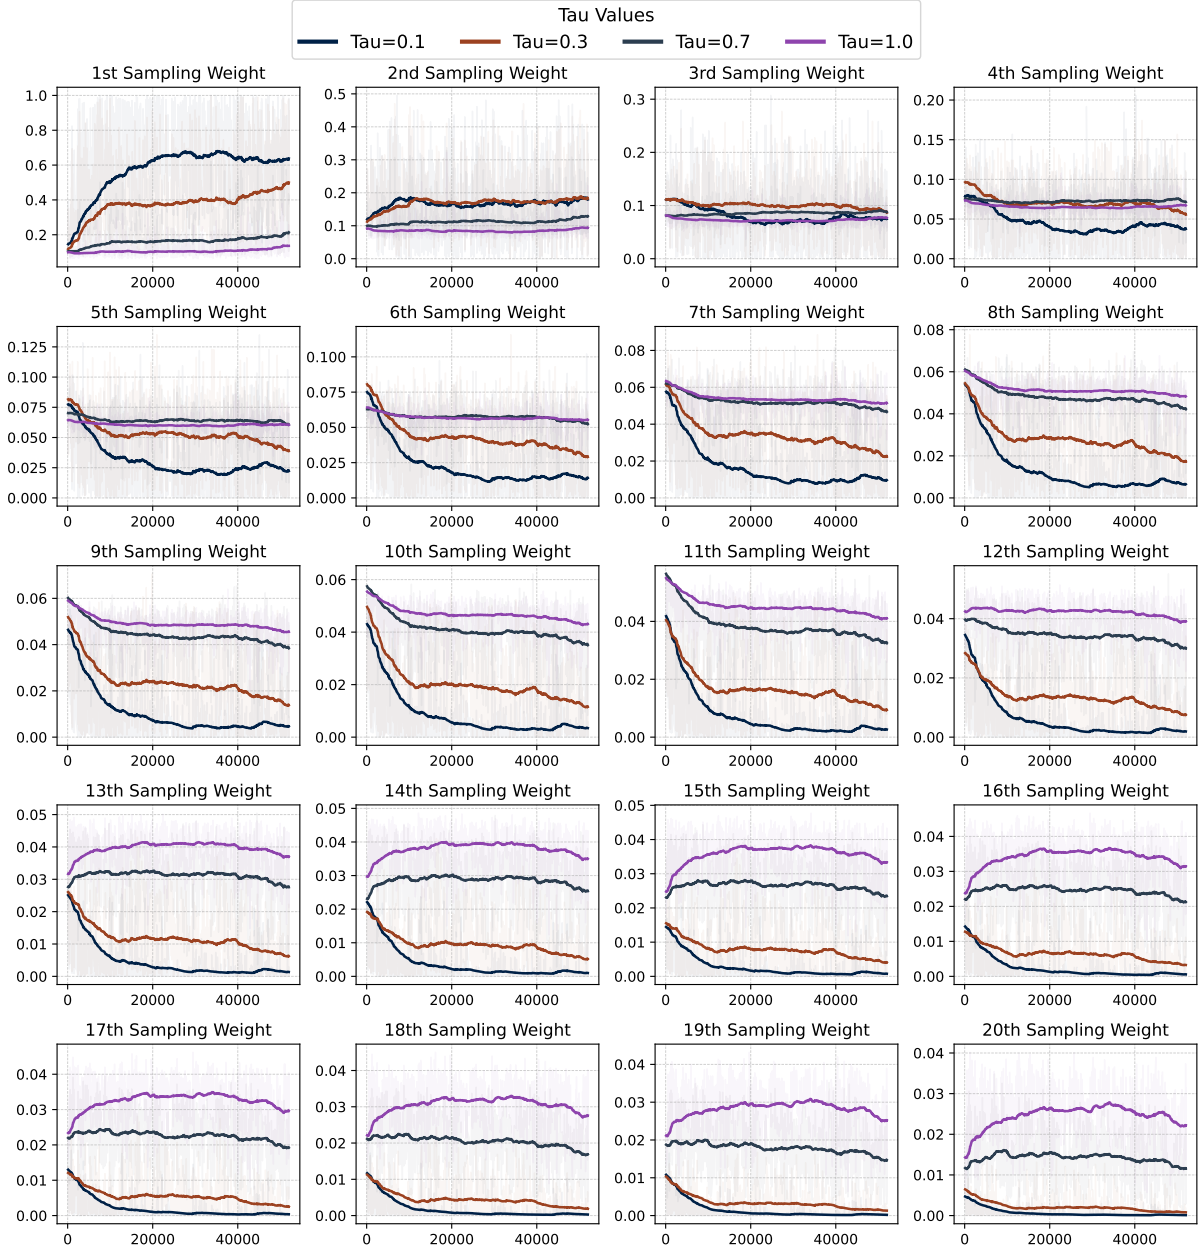 Tau Values
Tau=0.1 Tau=0.3 Tau=0.7 Tau=1.0
1st Sampling Weight 2nd Sampling Weight 3rd Sampling Weight 4th Sampling Weight
1.0 0.5 0.3 0.20
0.8 0.4 0.15
0.6 0.3 0.2 0.10
0.4 0.2 0.1 0.05
0.2 0.1 0.0 0.00
0.0
0 20000 40000 0 20000 40000 0 20000 40000 0 20000 40000
5th Sampling Weight 6th Sampling Weight 7th Sampling Weight 8th Sampling Weight
0.125 0.100 0.08 0.08
0.100 0.075 0.06 0.06
0.075 0.050 0.04 0.04
0.050 0.025 0.02 0.02
0.025 0.000 0.00 0.00
0.000
0 20000 40000 0 20000 40000 0 20000 40000 0 20000 40000
9th Sampling Weight 10th Sampling Weight 11th Sampling Weight 12th Sampling Weight
0.06 0.06 0.04 0.04
0.04 0.04 0.02 0.02
0.02 0.02 0.00 0.00
0.00 0.00
0 20000 40000 0 20000 40000 0 20000 40000 0 20000 40000
13th Sampling Weight 14th Sampling Weight 15th Sampling Weight 16th Sampling Weight
0.05 0.05 0.05 0.04
0.04 0.04 0.04 0.03
0.03 0.03 0.03 0.02
0.02 0.02 0.02 0.01
0.01 0.01 0.01 0.00
0.00 0.00 0.00
0 20000 40000 0 20000 40000 0 20000 40000 0 20000 40000
17th Sampling Weight 18th Sampling Weight 19th Sampling Weight 20th Sampling Weight
0.04 0.04 0.04 0.04
0.03 0.03 0.03 0.03
0.02 0.02 0.02 0.02
0.01 0.01 0.01 0.01
0.00 0.00 0.00 0.00
0 20000 40000 0 20000 40000 0 20000 40000 0 20000 40000